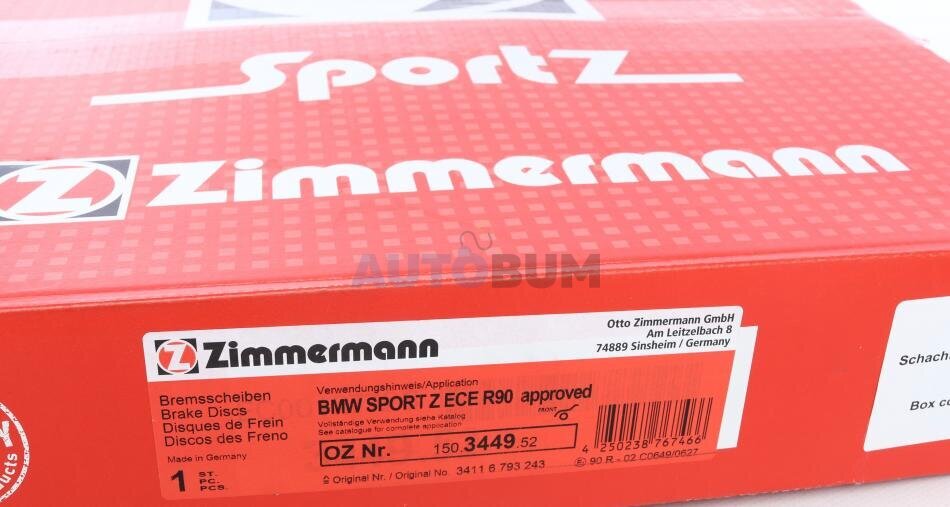 SportZ
Z Zimmermann
AUTOBUM
Z Zimmermann
Otto Zimmermann GmbH
Am Leitzelbach 8
74889 Sinsheim / Germany
Bremsscheiben
Brake Discs
Disques de Frein
Discos des Freno
Made in Germany
1 ST.
PC.
PCS.
Verwendungshinweis/Application
BMW SPORT Z ECE R90 approved
Vollständige Verwendung siehe Katalog
See catalogue for complete application
FRONT
OZ Nr. 150.3449.52
Original Nr. / Original No. 3411 6 793 243
4 250238 767466
90 R - 02 C0649/0627
Schach
Box co